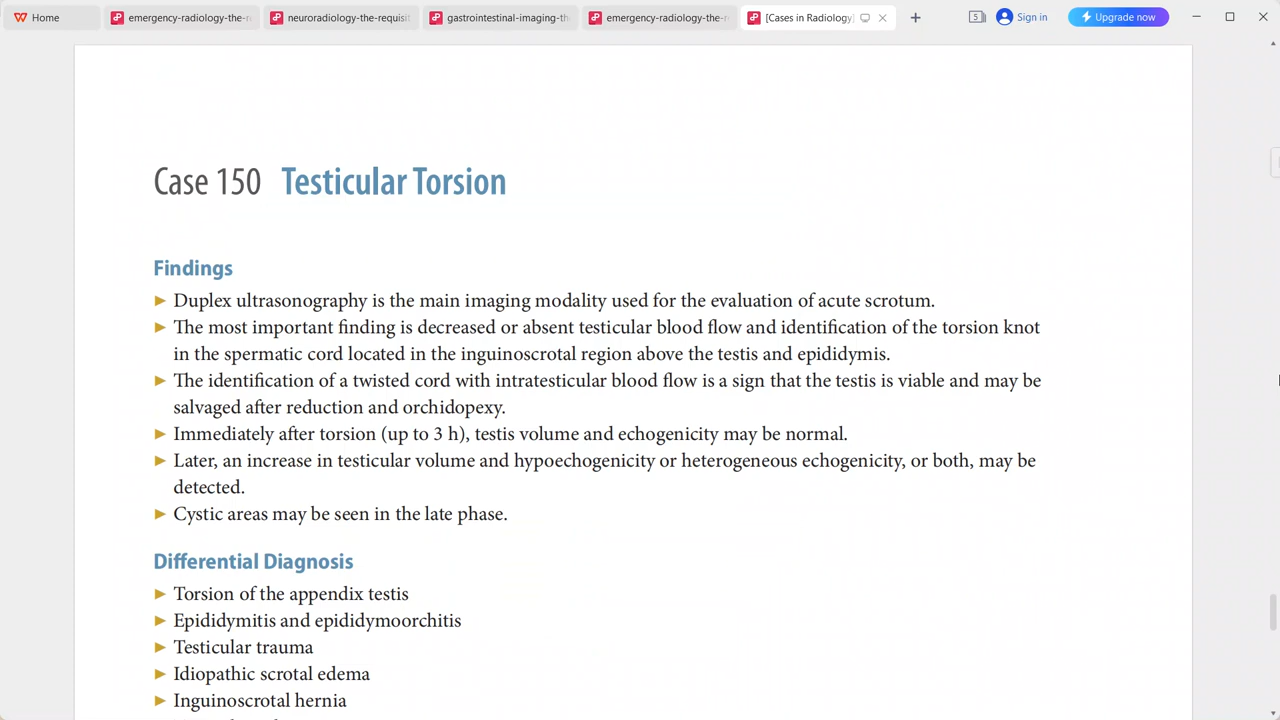 Home
emergency-radiology-the-r
neuroradiology-the-requisit
gastrointestinal-imaging-th
emergency-radiology-the-r
[Cases in Radiology]
5
Sign in
Upgrade now
Case 150 Testicular Torsion
Findings
► Duplex ultrasonography is the main imaging modality used for the evaluation of acute scrotum.
► The most important finding is decreased or absent testicular blood flow and identification of the torsion knot
in the spermatic cord located in the inguinoscrotal region above the testis and epididymis.
► The identification of a twisted cord with intratesticular blood flow is a sign that the testis is viable and may be
salvaged after reduction and orchidopexy.
► Immediately after torsion (up to 3 h), testis volume and echogenicity may be normal.
► Later, an increase in testicular volume and hypoechogenicity or heterogeneous echogenicity, or both, may be
detected.
► Cystic areas may be seen in the late phase.
Differential Diagnosis
► Torsion of the appendix testis
► Epididymitis and epididymoorchitis
► Testicular trauma
► Idiopathic scrotal edema
► Inguinoscrotal hernia